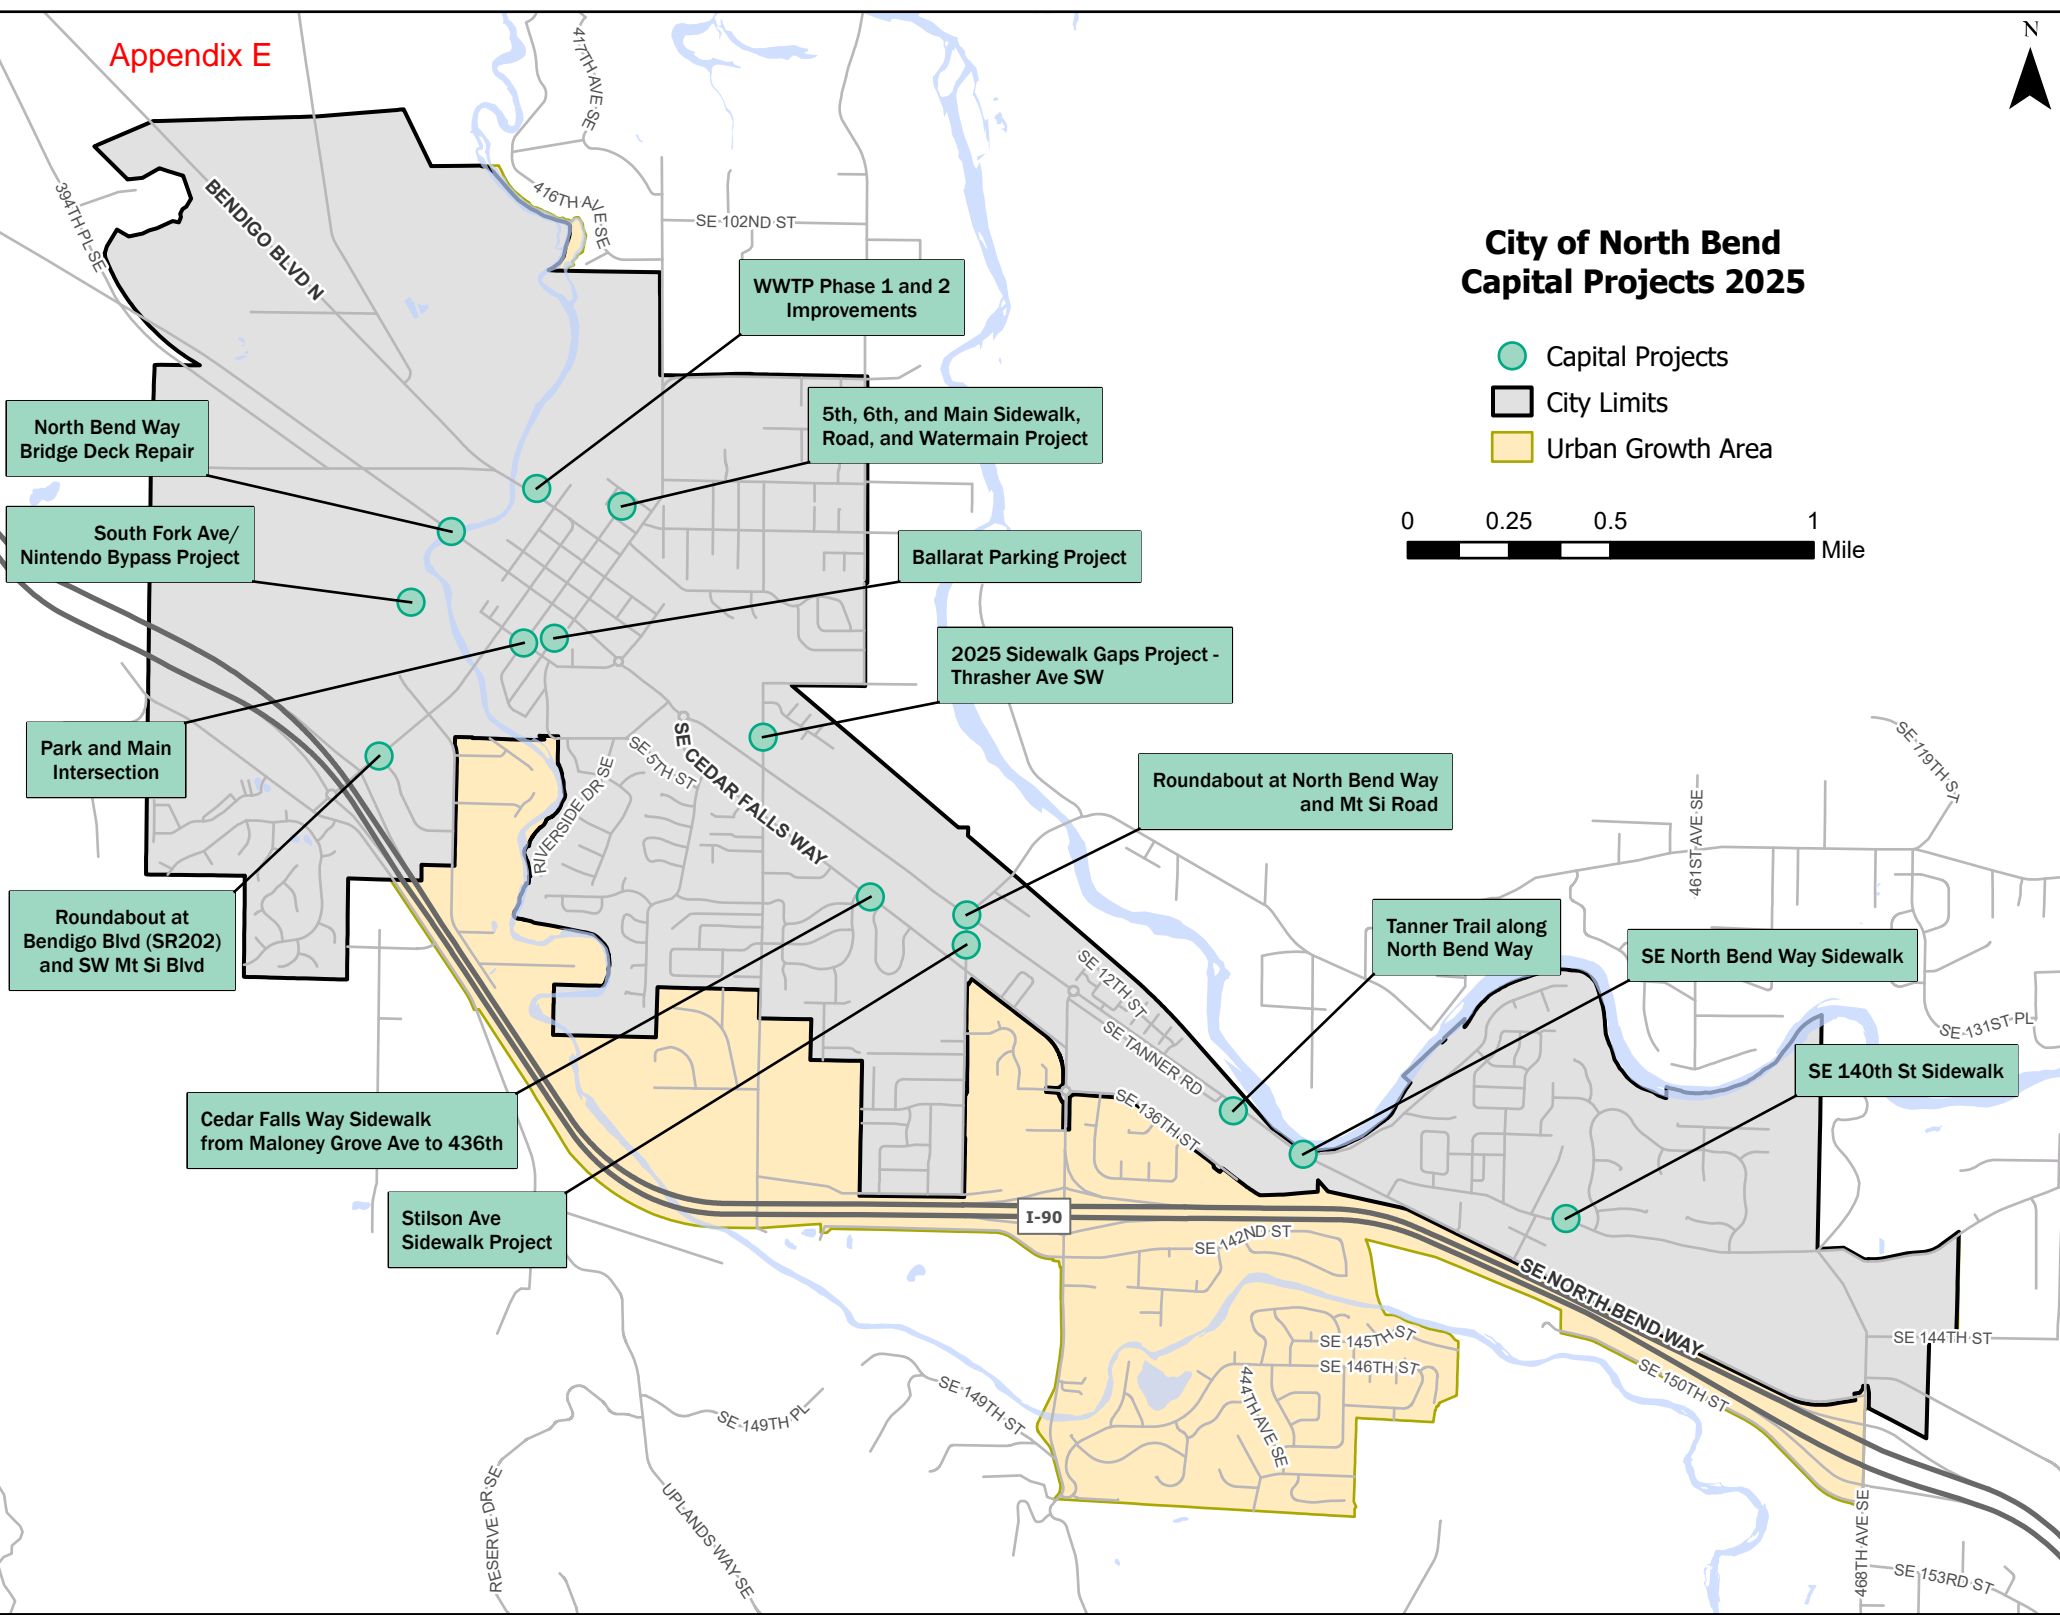 Appendix E
N
417TH AVE SE
416TH AVE SE
394TH PL SE
BENDIGO BLVD N
SE 102ND ST
City of North Bend
Capital Projects 2025
Capital Projects
City Limits
Urban Growth Area
0
0.25
0.5
1
Mile
WWTP Phase 1 and 2
Improvements
North Bend Way
Bridge Deck Repair
5th, 6th, and Main Sidewalk,
Road, and Watermain Project
South Fork Ave/
Nintendo Bypass Project
Ballarat Parking Project
2025 Sidewalk Gaps Project -
Thrasher Ave SW
Park and Main
Intersection
SE CEDAR FALLS WAY
SE 5TH ST
RIVERSIDE DR SE
Roundabout at North Bend Way
and Mt Si Road
SE 119TH ST
461ST AVE SE
Roundabout at
Bendigo Blvd (SR202)
and SW Mt Si Blvd
Tanner Trail along
North Bend Way
SE North Bend Way Sidewalk
SE 12TH ST
SE TANNER RD
SE 136TH ST
SE 131ST PL
SE 140th St Sidewalk
Cedar Falls Way Sidewalk
from Maloney Grove Ave to 436th
Stilson Ave
Sidewalk Project
I-90
SE 142ND ST
SE NORTH BEND WAY
SE 145TH ST
SE 146TH ST
444TH AVE SE
SE 144TH ST
SE 150TH ST
SE 149TH PL
SE 149TH ST
RESERVE DR SE
UPLANDS WAY SE
468TH AVE SE
SE 153RD ST